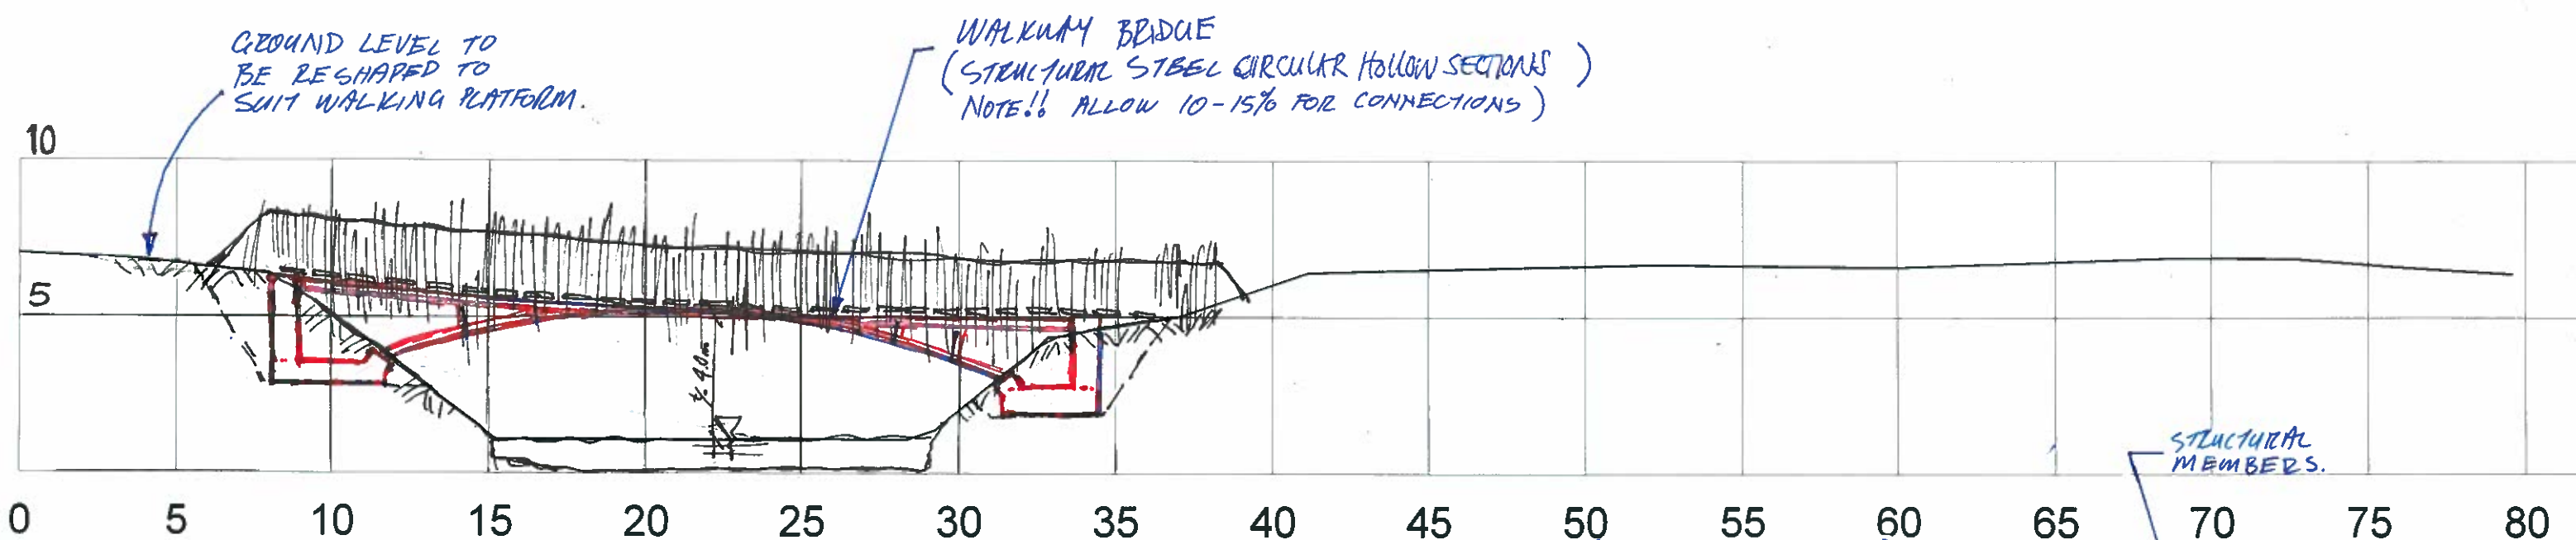 GROUND LEVEL TO
BE RESHAPED TO
SUIT WALKING PLATFORM.
WALKWAY BRIDGE
(STRUCTURAL STEEL CIRCULAR HOLLOW SECTIONS )
NOTE!! ALLOW 10-15% FOR CONNECTIONS)
10
5
4.0m
STRUCTURAL
MEMBERS.
0 5 10 15 20 25 30 35 40 45 50 55 60 65 70 75 80